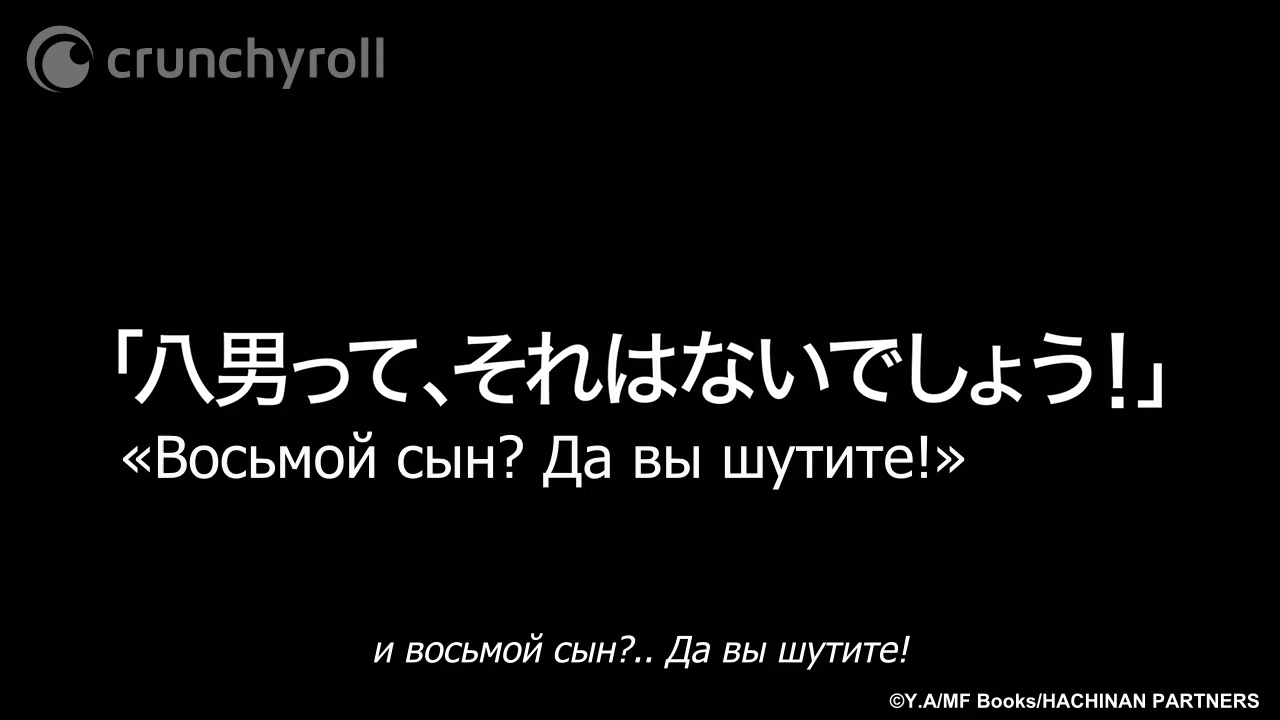 crunchyroll
「八男って、それはないでしょう!」
«Восьмой сын? Да вы шутите!»
и восьмой сын?.. Да вы шутите!
©Y.A/MF Books/HACHINAN PARTNERS